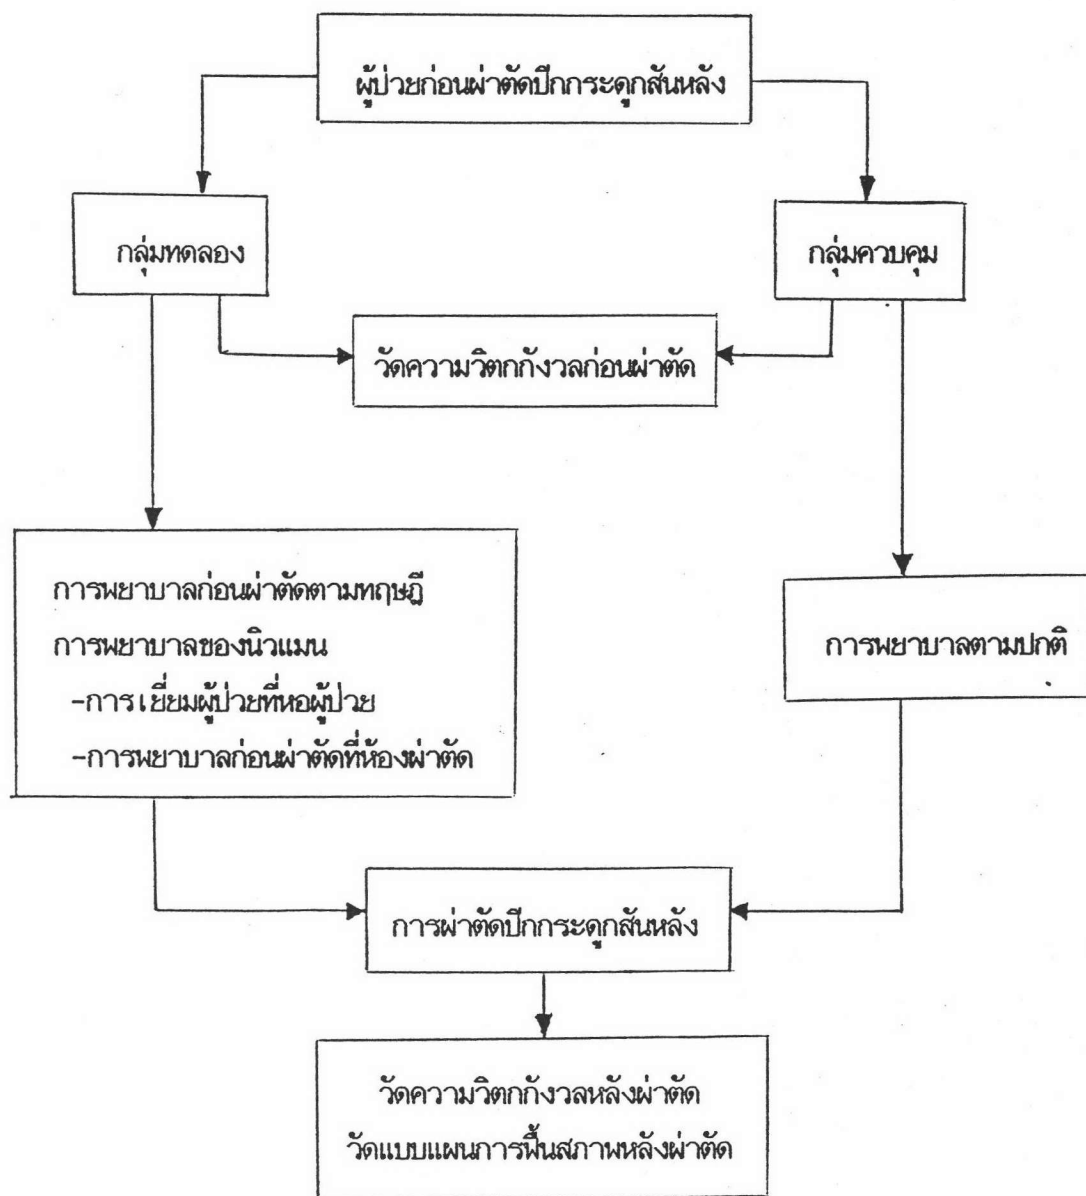 ผู้ป่วยก่อนผ่าตัดปีกกระดูกสันหลัง
กลุ่มทดลอง
กลุ่มควบคุม
วัดความวิตกกังวลก่อนผ่าตัด
การพยาบาลก่อนผ่าตัดตามทฤษฎี
การพยาบาลของนิวแมน
-การเยี่ยมผู้ป่วยที่หอผู้ป่วย
-การพยาบาลก่อนผ่าตัดที่ห้องผ่าตัด
การพยาบาลตามปกติ
การผ่าตัดปีกกระดูกสันหลัง
วัดความวิตกกังวลหลังผ่าตัด
วัดแบบแผนการฟื้นสภาพหลังผ่าตัด